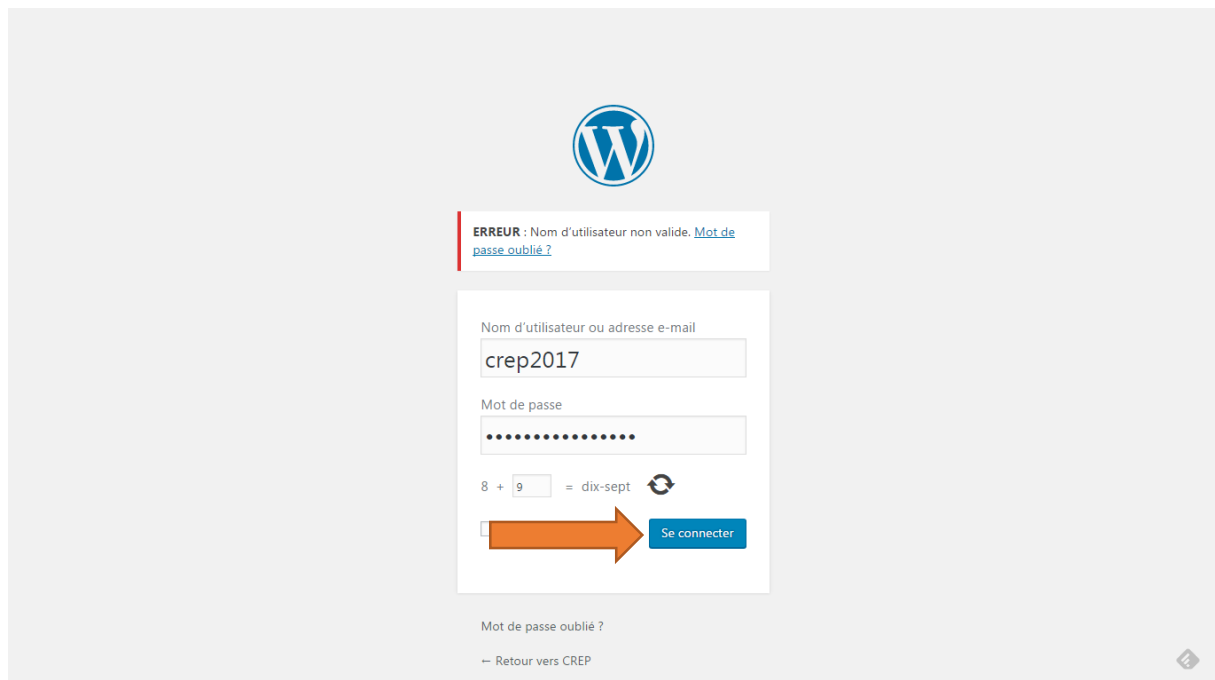 ERREUR : Nom d’utilisateur non valide. Mot de
passe oublié ?
Nom d’utilisateur ou adresse e-mail
crep2017
Mot de passe
••••••••••••••••
8 + 9 = dix-sept
Se connecter
Mot de passe oublié ?
← Retour vers CREP